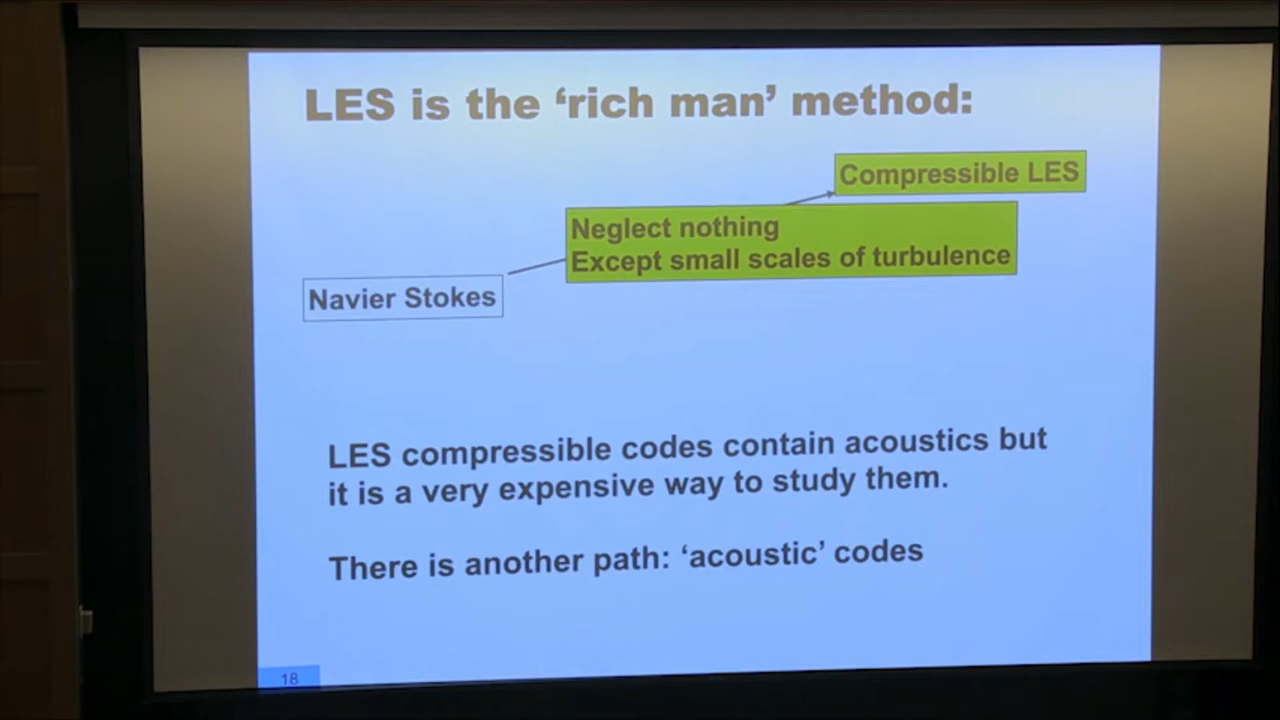 LES is the ‘rich man’ method:
Compressible LES
Neglect nothing
Except small scales of turbulence
Navier Stokes
LES compressible codes contain acoustics but
it is a very expensive way to study them.
There is another path: ‘acoustic’ codes
18